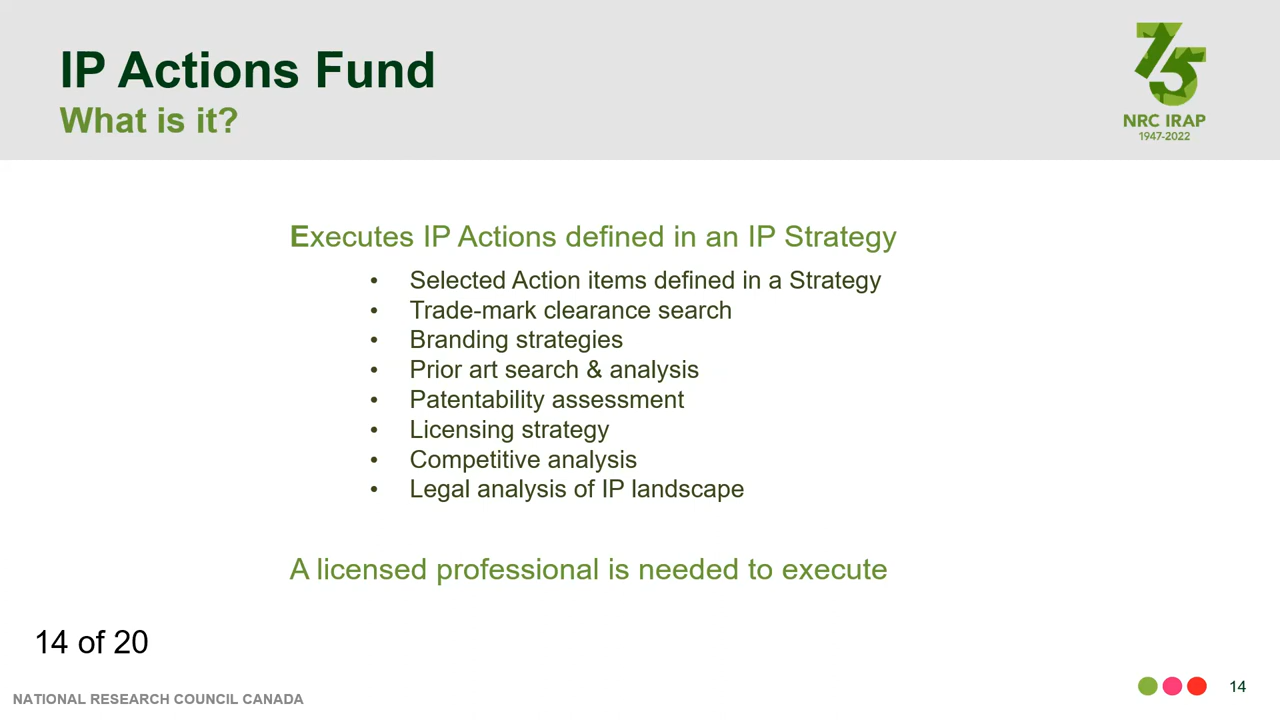 IP Actions Fund
What is it?
75
NRC IRAP
1947-2022
Executes IP Actions defined in an IP Strategy
• Selected Action items defined in a Strategy
• Trade-mark clearance search
• Branding strategies
• Prior art search & analysis
• Patentability assessment
• Licensing strategy
• Competitive analysis
• Legal analysis of IP landscape
A licensed professional is needed to execute
14 of 20
NATIONAL RESEARCH COUNCIL CANADA
14